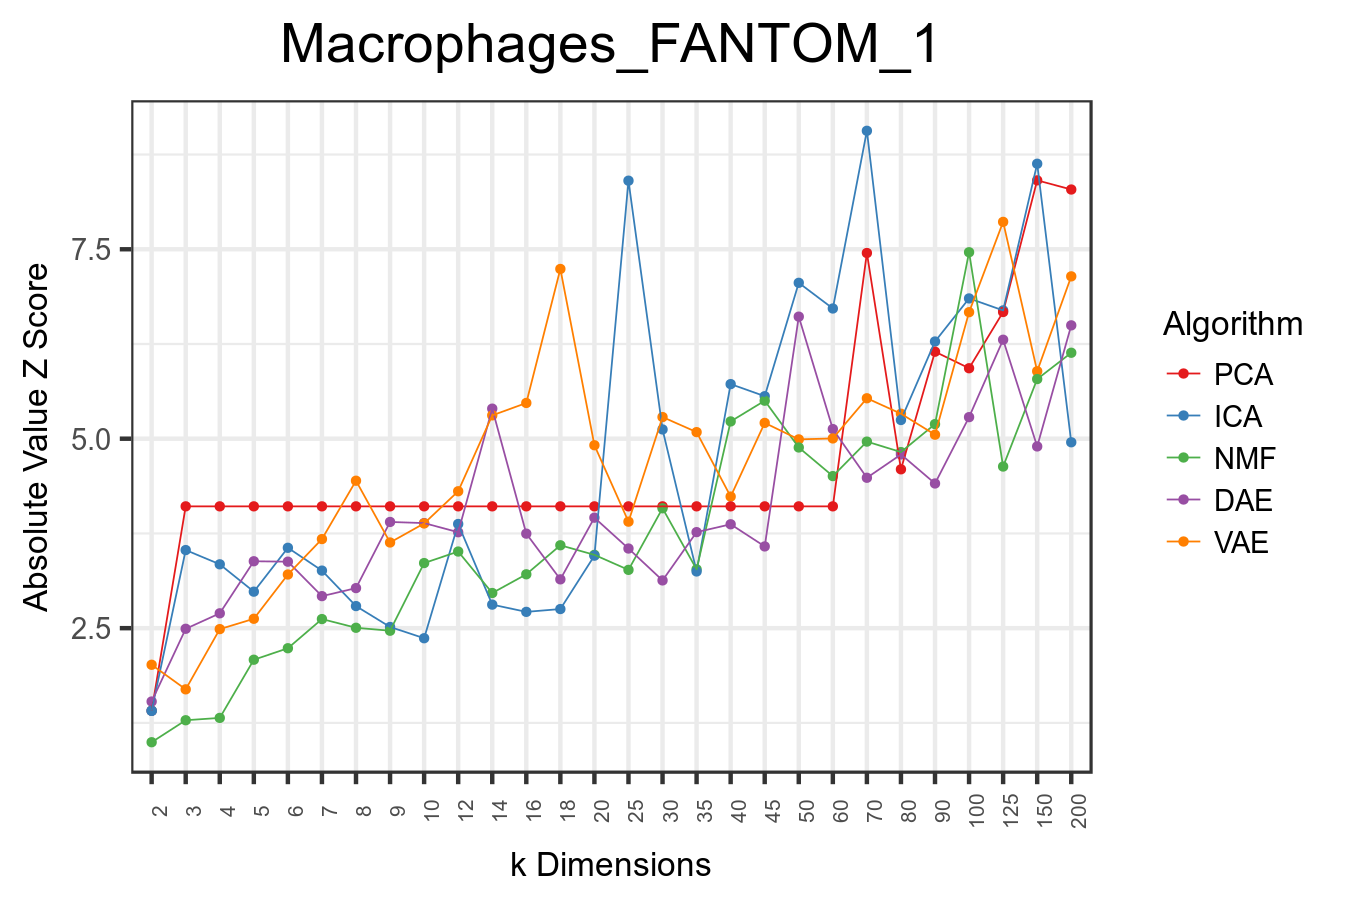 Macrophages_FANTOM_1
Absolute Value Z Score
7.5
5.0
2.5
2 3 4 5 6 7 8 9 10 12 14 16 18 20 25 30 35 40 45 50 60 70 80 90 100 125 150 200
k Dimensions
Algorithm
PCA
ICA
NMF
DAE
VAE